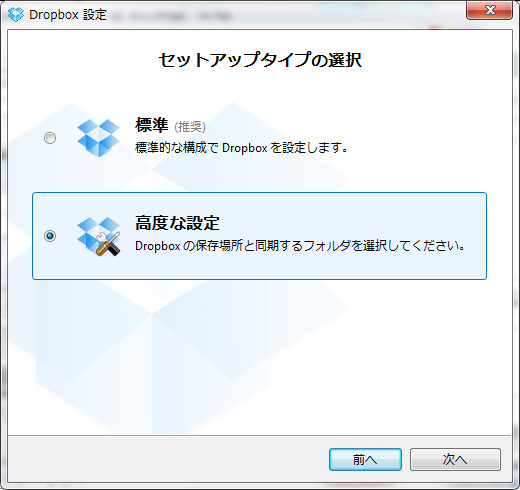 Dropbox 設定
セットアップタイプの選択
標準 (推奨)
標準的な構成で Dropbox を設定します。
高度な設定
Dropbox の保存場所と同期するフォルダを選択してください。
前へ
次へ